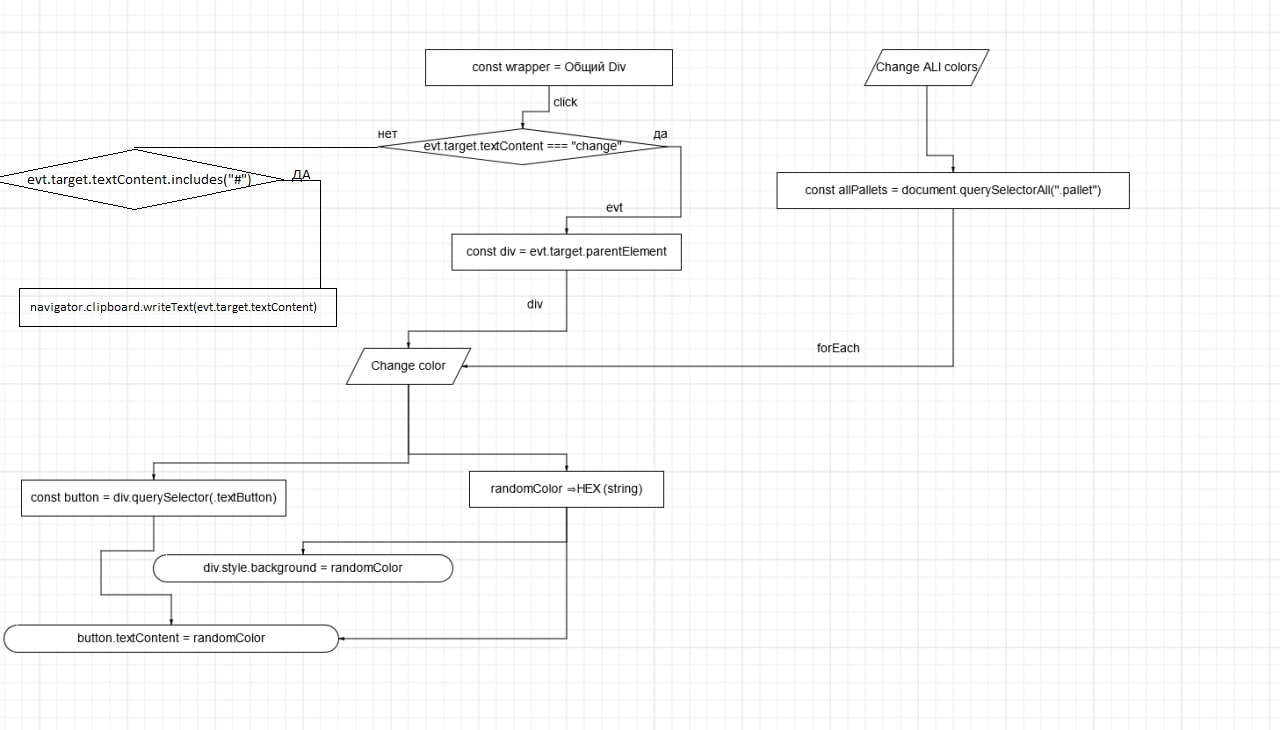 const wrapper = Общий Div
Change ALI colors
click
нет
да
evt.target.textContent === "change"
evt.target.textContent.includes("#")
ДА
const allPallets = document.querySelectorAll(".pallet")
evt
const div = evt.target.parentElement
navigator.clipboard.writeText(evt.target.textContent)
div
forEach
Change color
const button = div.querySelector(.textButton)
randomColor ⇒HEX (string)
div.style.background = randomColor
button.textContent = randomColor